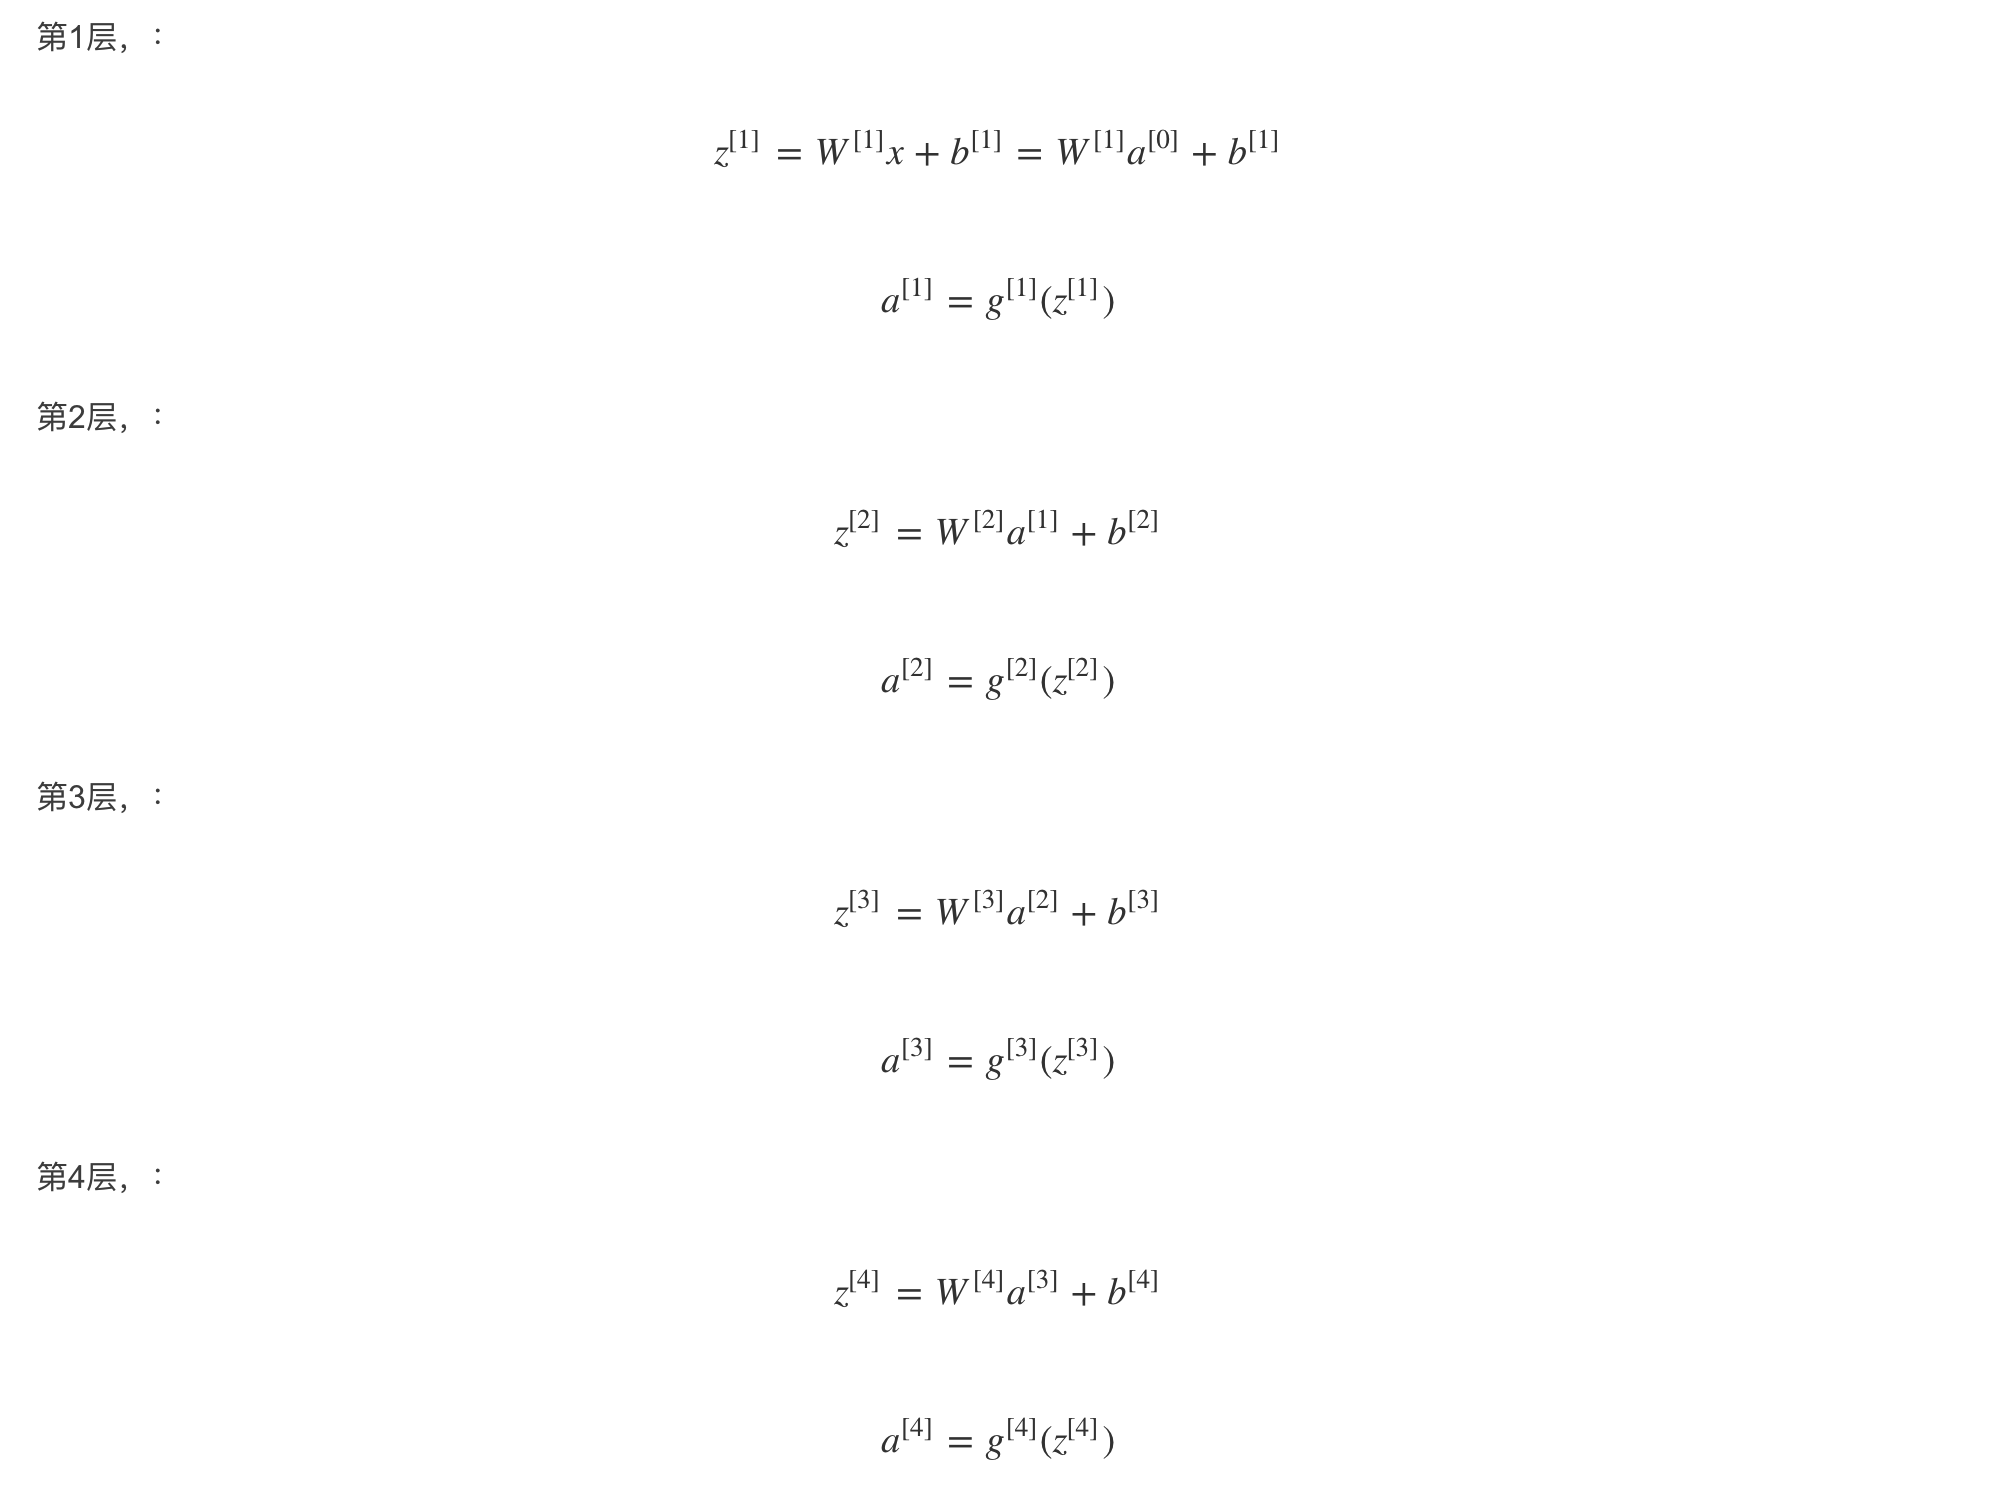 第1层，：
z^{[1]} = W^{[1]}x + b^{[1]} = W^{[1]}a^{[0]} + b^{[1]}
a^{[1]} = g^{[1]}(z^{[1]})
第2层，：
z^{[2]} = W^{[2]}a^{[1]} + b^{[2]}
a^{[2]} = g^{[2]}(z^{[2]})
第3层，：
z^{[3]} = W^{[3]}a^{[2]} + b^{[3]}
a^{[3]} = g^{[3]}(z^{[3]})
第4层，：
z^{[4]} = W^{[4]}a^{[3]} + b^{[4]}
a^{[4]} = g^{[4]}(z^{[4]})